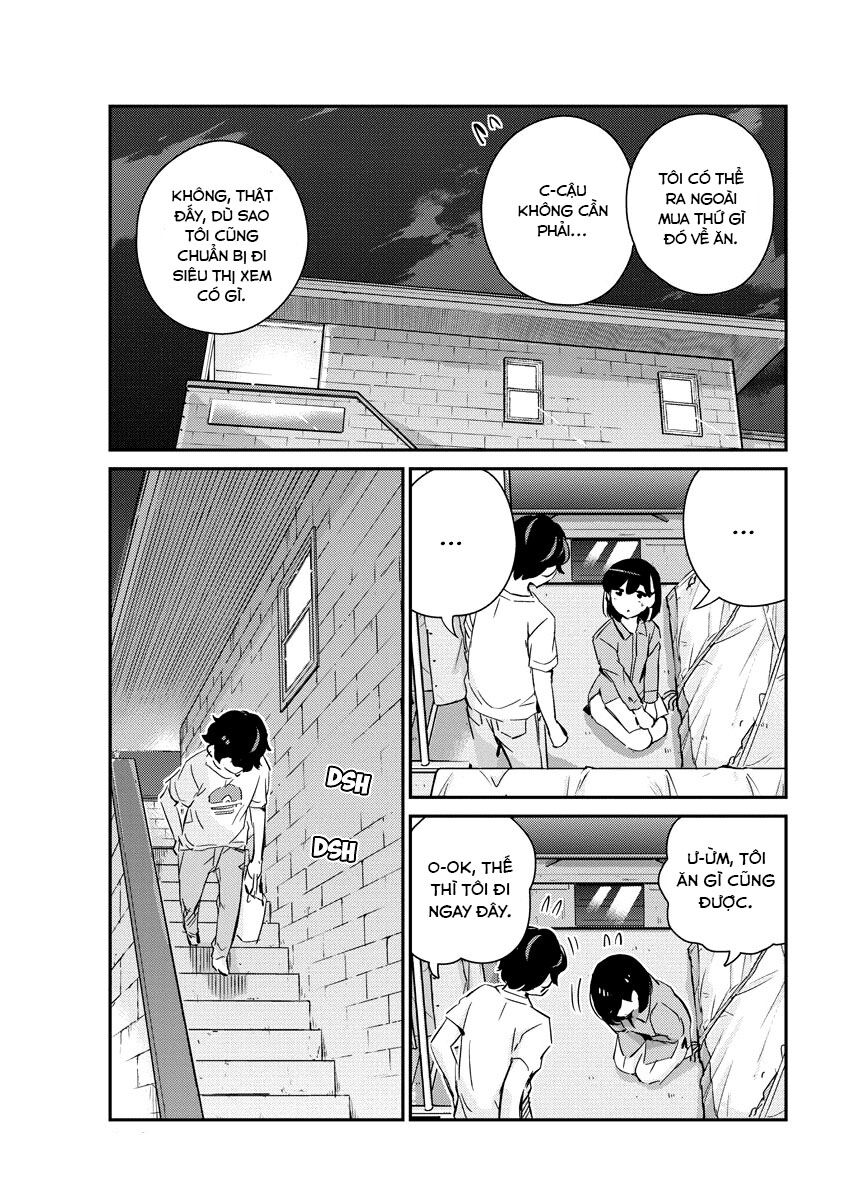 TÔI CÓ THỂ
RA NGOÀI
MUA THỨ GÌ
ĐÓ VỀ ĂN.
C-CẬU
KHÔNG CẦN
PHẢI...
KHÔNG, THẬT
ĐẤY, DÙ SAO
TÔI CŨNG
CHUẨN BỊ ĐI
SIÊU THỊ XEM
CÓ GÌ.
...
...
Ư-ỪM, TÔI
ĂN GÌ CŨNG
ĐƯỢC.
O-OK, THẾ
THÌ TÔI ĐI
NGAY ĐÂY.
DSH
DSH